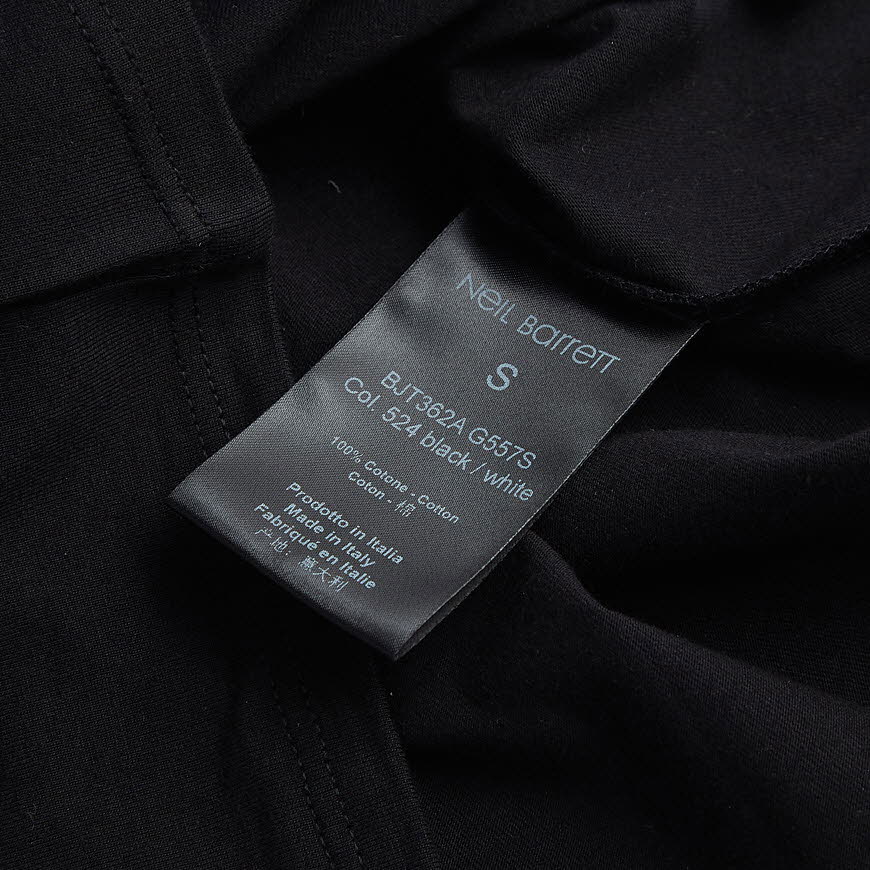 NeIL Barrett
S
BJT362A G557S
Col. 524 black / white
100% Cotone - Cotton
Coton - 棉
Prodotto in Italia
Made in Italy
Fabriqué en Italie
产地: 意大利